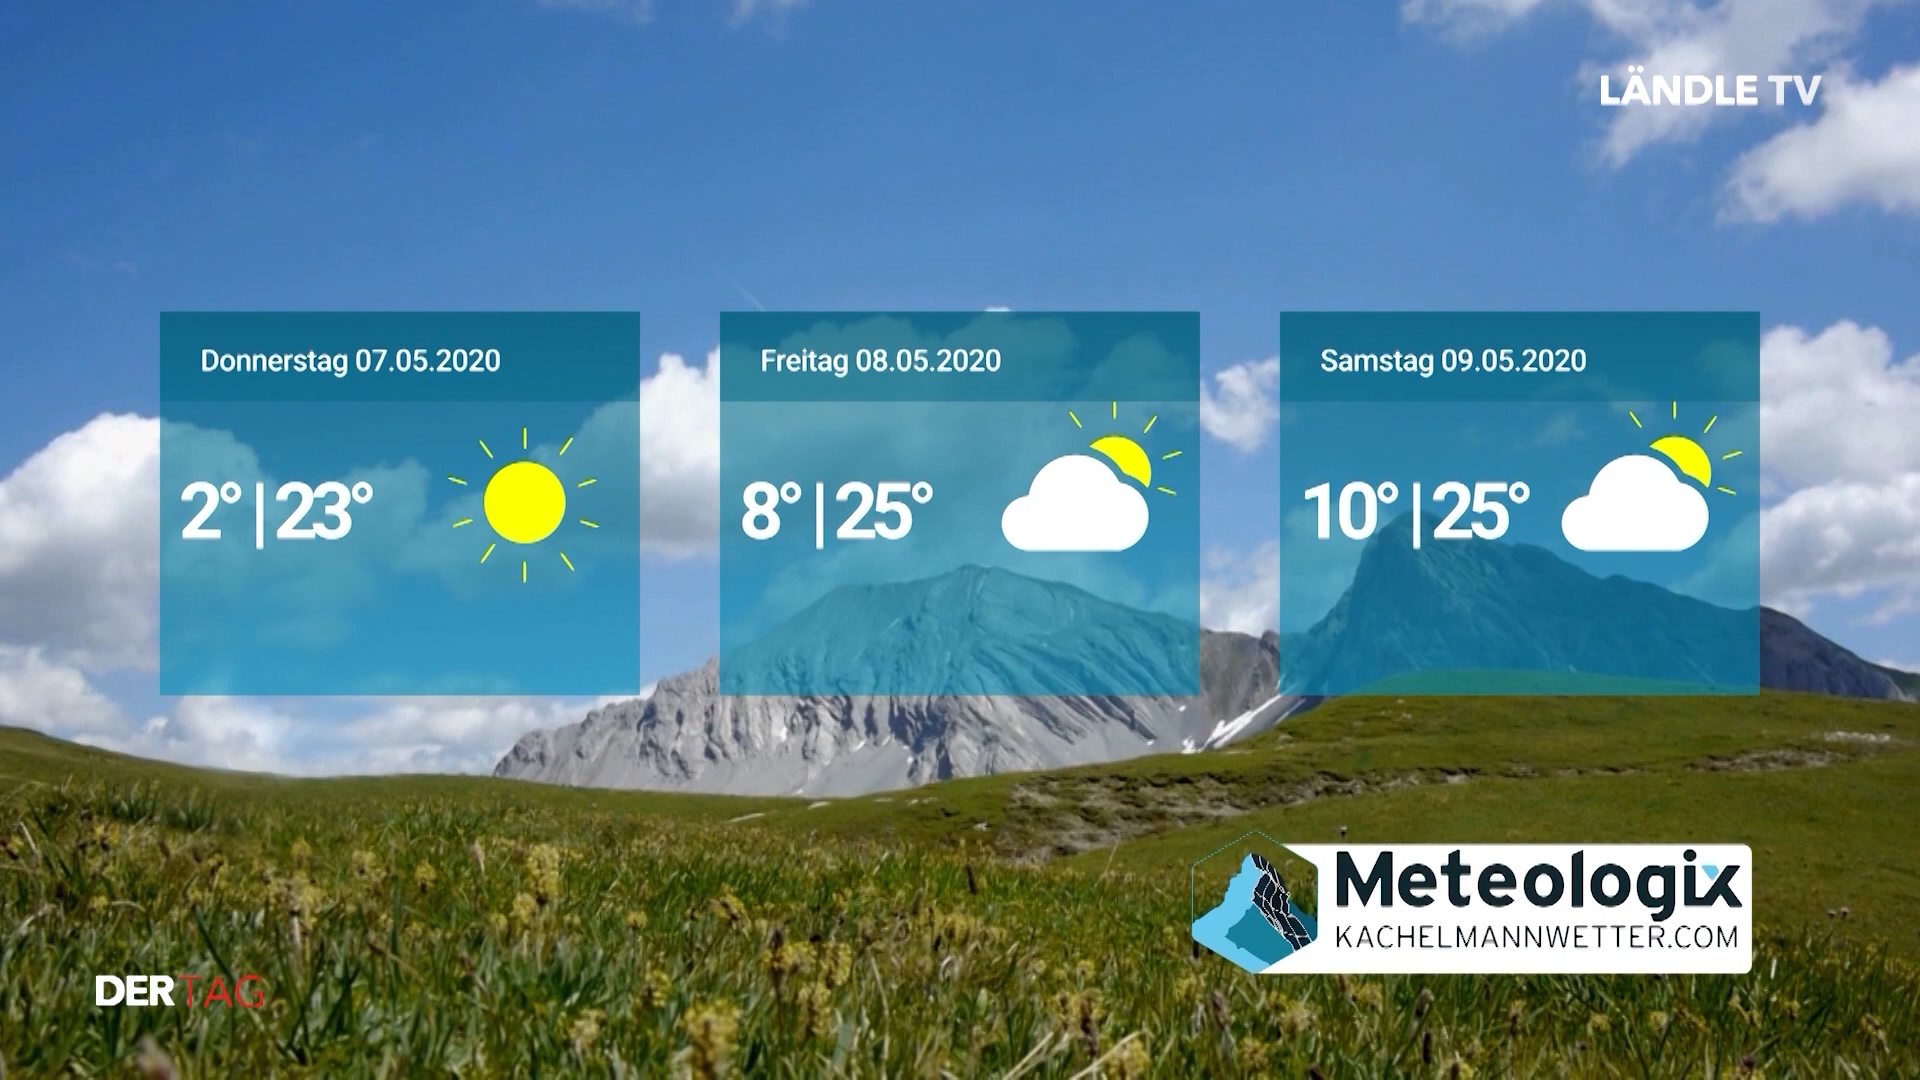 LÄNDLE TV
Donnerstag 07.05.2020
2° | 23°
Freitag 08.05.2020
8° | 25°
Samstag 09.05.2020
10° | 25°
Meteologix
KACHELMANNWETTER.COM
DERTAG